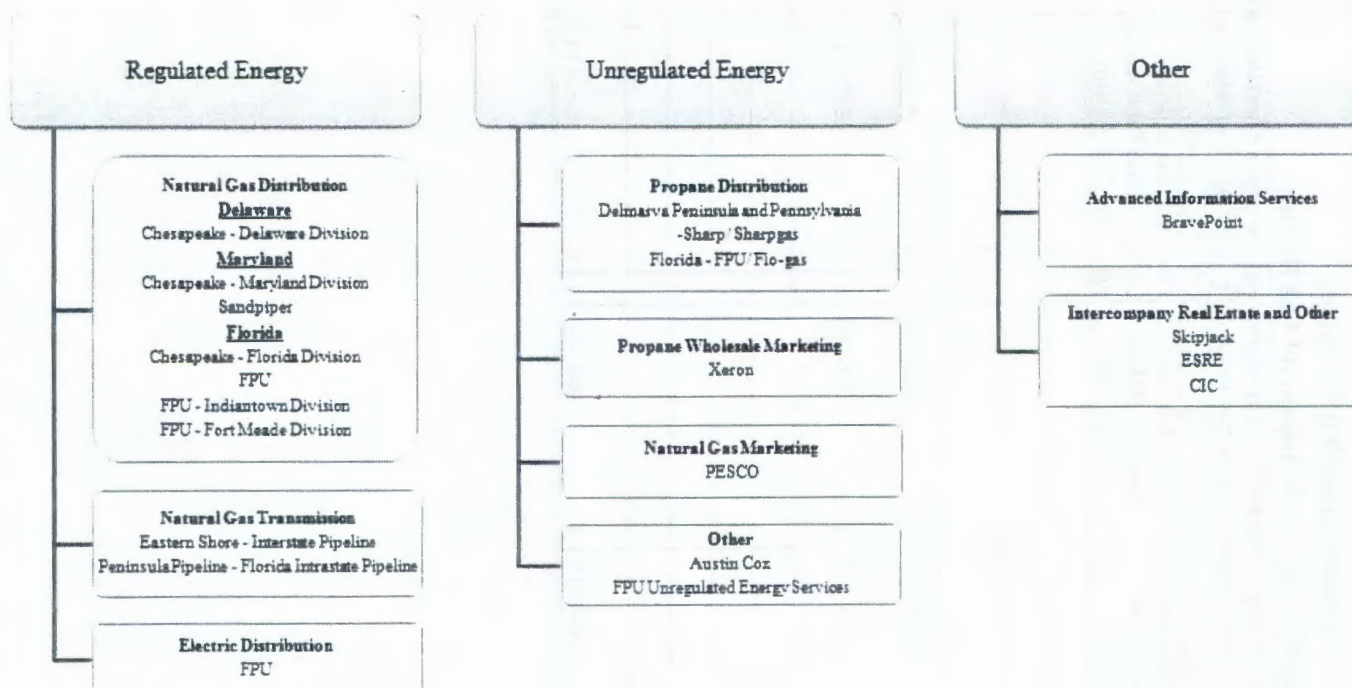 Regulated Energy
Natural Gas Distribution
Delaware
Chesapeake - Delaware Division
Maryland
Chesapeake - Maryland Division
Sandpiper
Florida
Chesapeake - Florida Division
FPU
FPU - Indiantown Division
FPU - Fort Meade Division
Natural Gas Transmission
Eastern Shore - Interstate Pipeline
Peninsula Pipeline - Florida Intrastate Pipeline
Electric Distribution
FPU
Unregulated Energy
Propane Distribution
Delmarva Peninsula and Pennsylvania
-Sharp / Sharpgas
Florida - FPU/ Flo-gas
Propane Wholesale Marketing
Xeron
Natural Gas Marketing
PESCO
Other
Austin Cox
FPU Unregulated Energy Services
Other
Advanced Information Services
BravePoint
Intercompany Real Estate and Other
Skipjack
ESRE
CIC